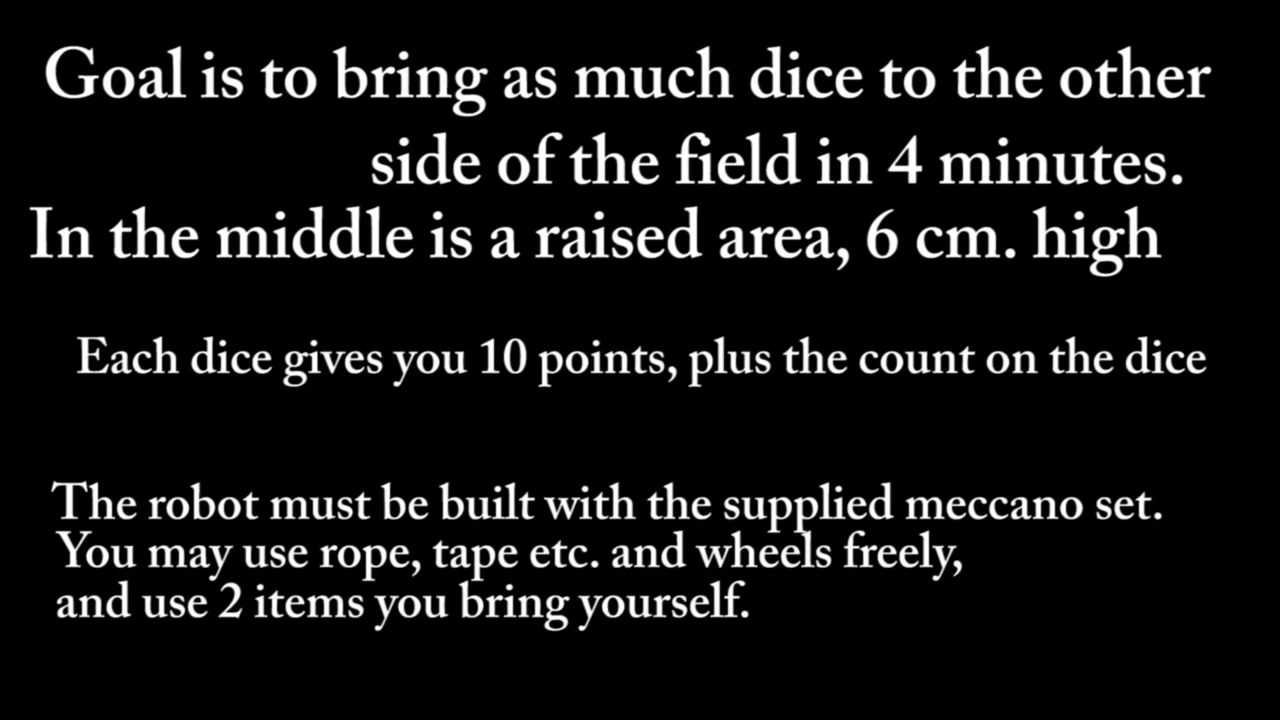 Goal is to bring as much dice to the other
side of the field in 4 minutes.
In the middle is a raised area, 6 cm. high
Each dice gives you 10 points, plus the count on the dice
The robot must be built with the supplied meccano set.
You may use rope, tape etc. and wheels freely,
and use 2 items you bring yourself.